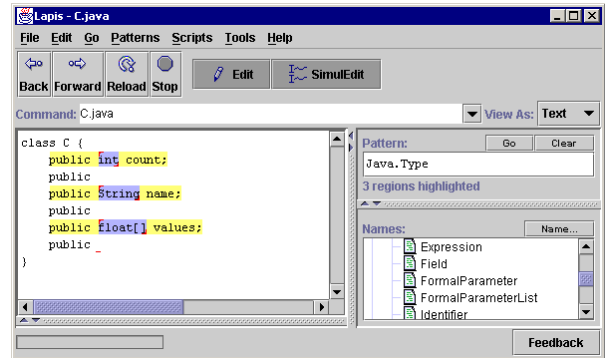 Lapis - C.java
File Edit Go Patterns Scripts Tools Help
Back Forward Reload Stop Edit SimulEdit
Command: C.java View As: Text
class C {
public int count;
public
public String name;
public
public float[] values;
public _
}
Pattern: Go Clear
Java.Type
3 regions highlighted
Names: Name...
Expression
Field
FormalParameter
FormalParameterList
Identifier
Feedback